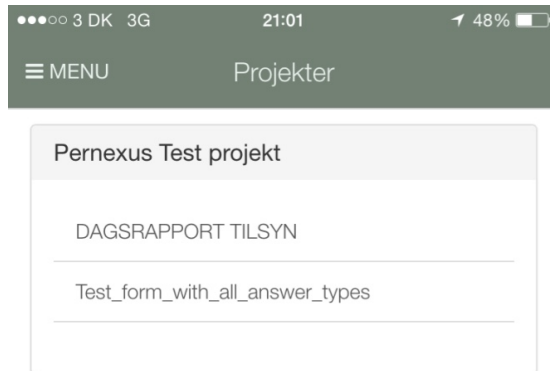 3 DK 3G 21:01 48%
MENU Projekter
Pernexus Test projekt
DAGSRAPPORT TILSYN
Test_form_with_all_answer_types